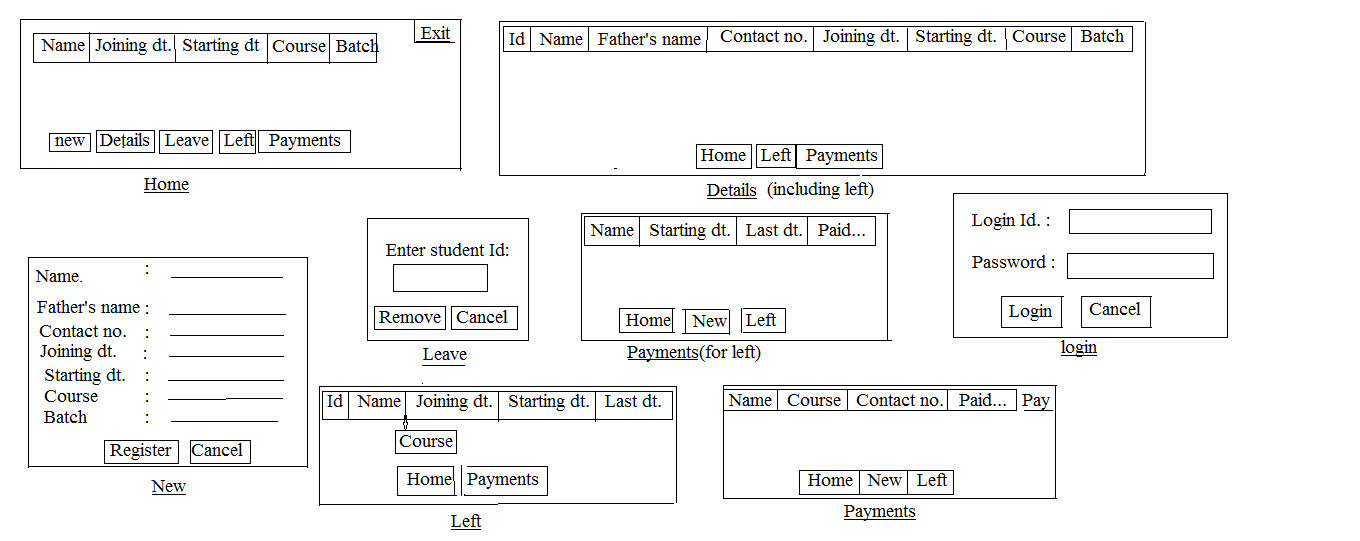 Name Joining dt. Starting dt Course Batch Exit
new Details Leave Left Payments
Home
Id Name Father's name Contact no. Joining dt. Starting dt. Course Batch
Home Left Payments
Details (including left)
Name. :
Father's name :
Contact no. :
Joining dt. :
Starting dt. :
Course :
Batch :
Register Cancel
New
Enter student Id:
Remove Cancel
Leave
Name Starting dt. Last dt. Paid...
Home New Left
Payments(for left)
Login Id. :
Password :
Login Cancel
login
Id Name Joining dt. Starting dt. Last dt.
Course
Home Payments
Left
Name Course Contact no. Paid... Pay
Home New Left
Payments